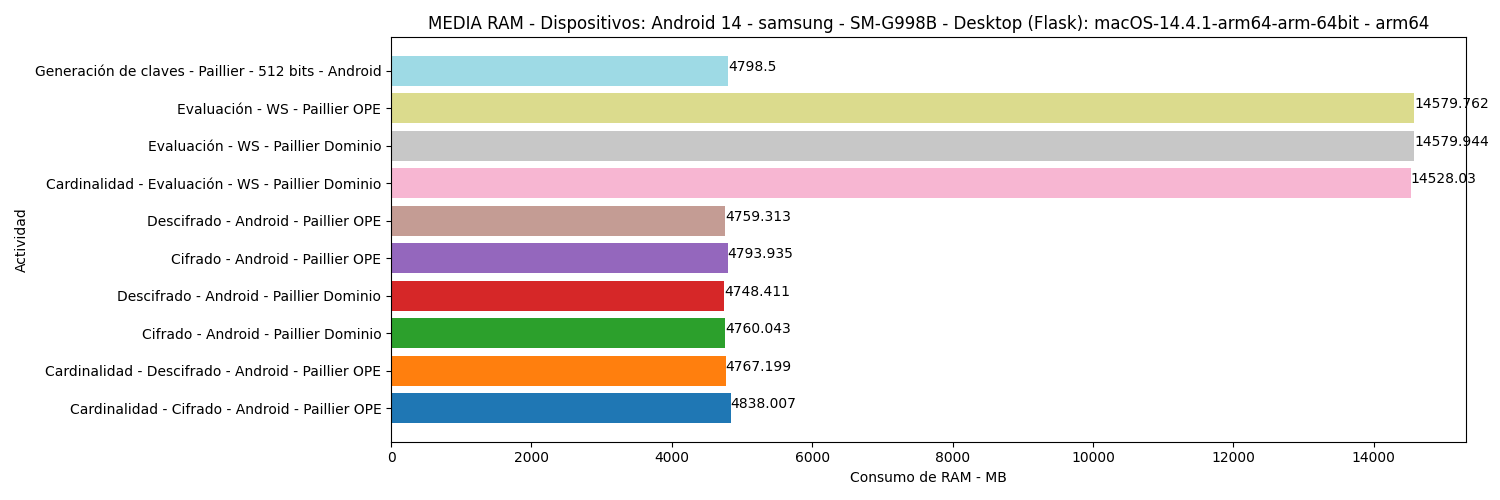 MEDIA RAM - Dispositivos: Android 14 - samsung - SM-G998B - Desktop (Flask): macOS-14.4.1-arm64-arm-64bit - arm64
Actividad
Generación de claves - Paillier - 512 bits - Android 4798.5
Evaluación - WS - Paillier OPE 14579.762
Evaluación - WS - Paillier Dominio 14579.944
Cardinalidad - Evaluación - WS - Paillier Dominio 14528.03
Descifrado - Android - Paillier OPE 4759.313
Cifrado - Android - Paillier OPE 4793.935
Descifrado - Android - Paillier Dominio 4748.411
Cifrado - Android - Paillier Dominio 4760.043
Cardinalidad - Descifrado - Android - Paillier OPE 4767.199
Cardinalidad - Cifrado - Android - Paillier OPE 4838.007
0 2000 4000 6000 8000 10000 12000 14000
Consumo de RAM - MB